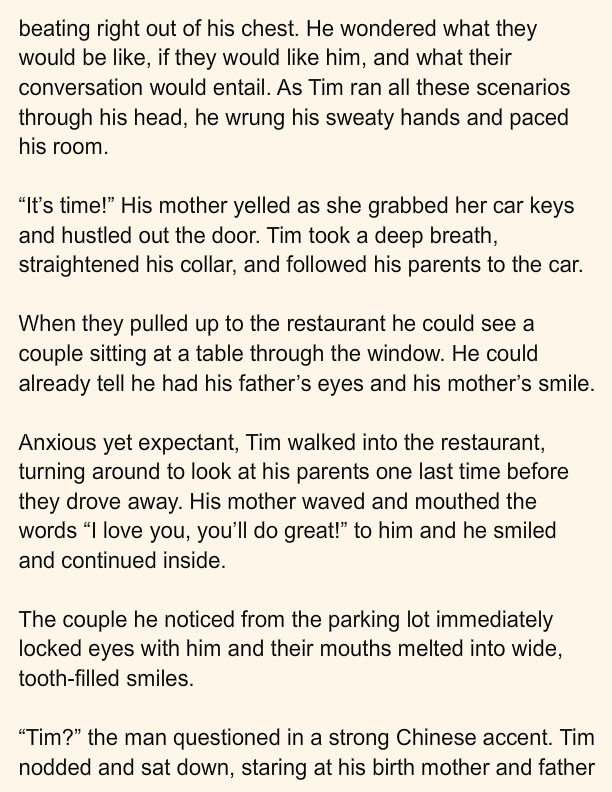 beating right out of his chest. He wondered what they
would be like, if they would like him, and what their
conversation would entail. As Tim ran all these scenarios
through his head, he wrung his sweaty hands and paced
his room.
“It’s time!” His mother yelled as she grabbed her car keys
and hustled out the door. Tim took a deep breath,
straightened his collar, and followed his parents to the car.
When they pulled up to the restaurant he could see a
couple sitting at a table through the window. He could
already tell he had his father’s eyes and his mother’s smile.
Anxious yet expectant, Tim walked into the restaurant,
turning around to look at his parents one last time before
they drove away. His mother waved and mouthed the
words “I love you, you’ll do great!” to him and he smiled
and continued inside.
The couple he noticed from the parking lot immediately
locked eyes with him and their mouths melted into wide,
tooth-filled smiles.
“Tim?” the man questioned in a strong Chinese accent. Tim
nodded and sat down, staring at his birth mother and father